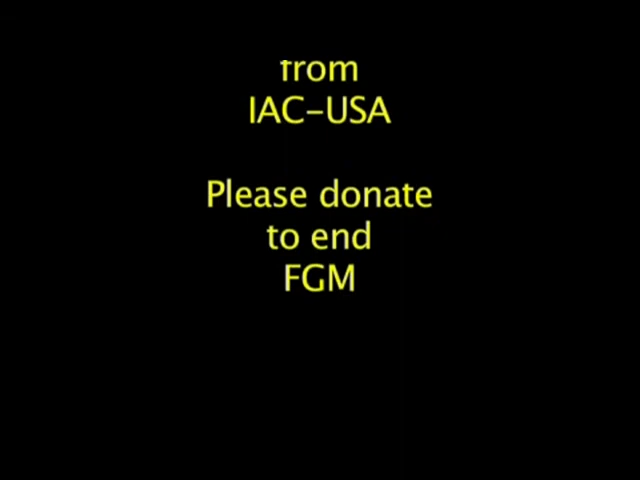 from
IAC-USA
Please donate
to end
FGM